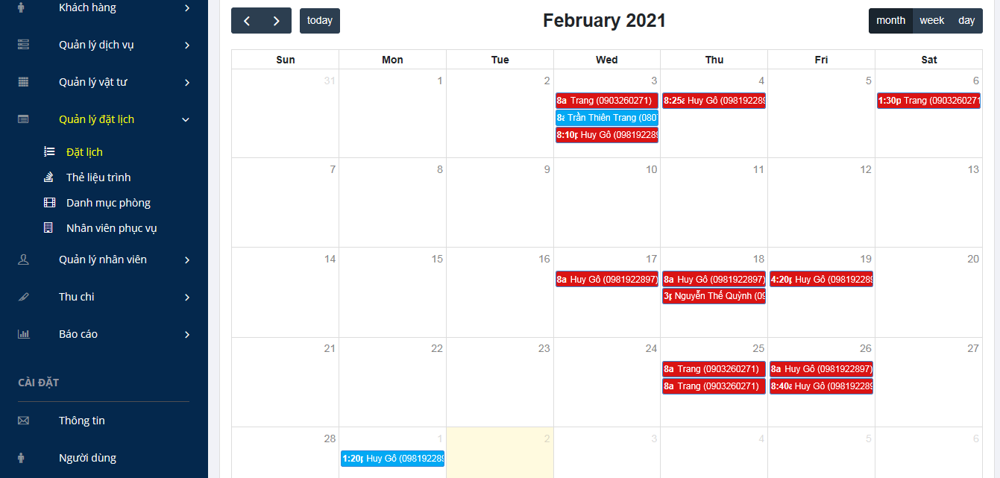 Khách hàng
Quản lý dịch vụ
Quản lý vật tư
Quản lý đặt lịch
Đặt lịch
Thẻ liệu trình
Danh mục phòng
Nhân viên phục vụ
Quản lý nhân viên
Thu chi
Báo cáo
CÀI ĐẶT
Thông tin
Người dùng
today
February 2021
month week day
Sun Mon Tue Wed Thu Fri Sat
31 1 2 3 4 5 6
8a Trang (0903260271)
8a Trần Thiên Trang (080
8:10p Huy Gô (098192289
8:25a Huy Gô (098192289
1:30p Trang (0903260271
7 8 9 10 11 12 13
14 15 16 17 18 19 20
8a Huy Gô (0981922897)
8a Huy Gô (0981922897)
3p Nguyễn Thế Quỳnh (09
4:20p Huy Gô (098192289
21 22 23 24 25 26 27
8a Trang (0903260271)
8a Trang (0903260271)
8a Huy Gô (0981922897)
8:40a Huy Gô (098192289
28 1 2 3 4 5 6
1:20p Huy Gô (098192289